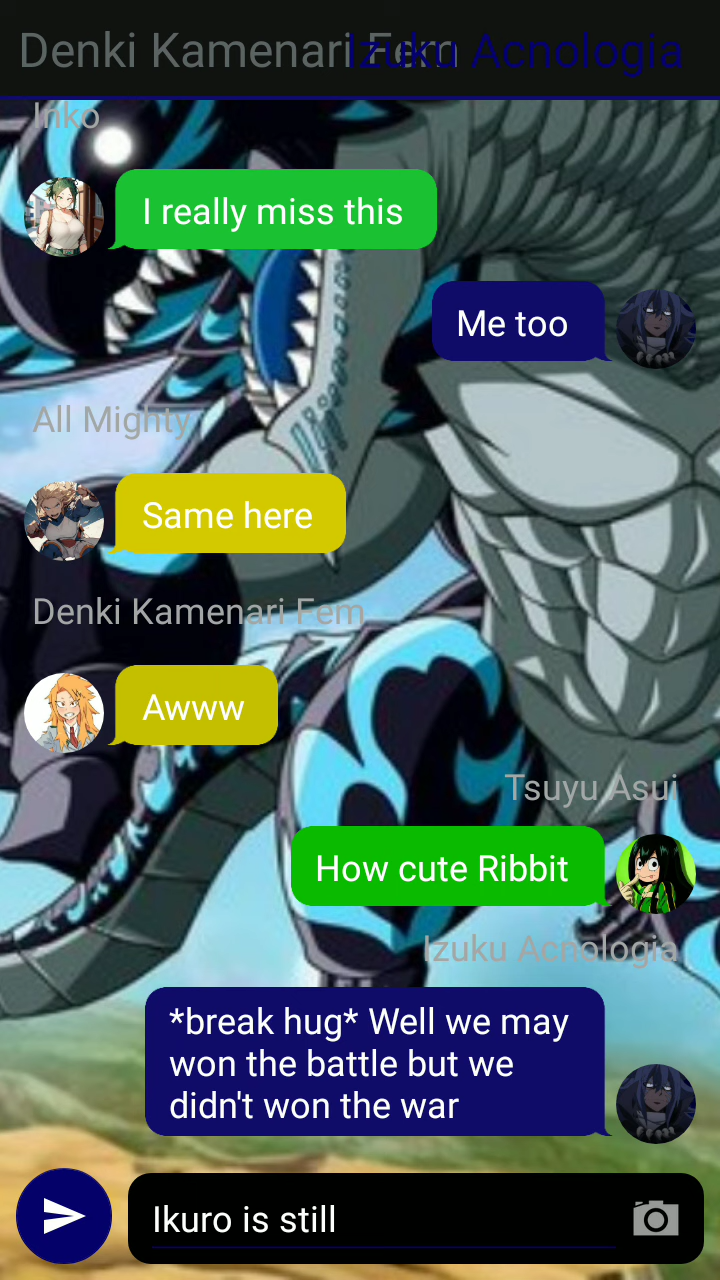 Denki Kamenari Fem Izuku Acnologia
Inko
I really miss this
Me too
All Mighty
Same here
Denki Kamenari Fem
Awww
Tsuyu Asui
How cute Ribbit
Izuku Acnologia
*break hug* Well we may
won the battle but we
didn't won the war
Ikuro is still